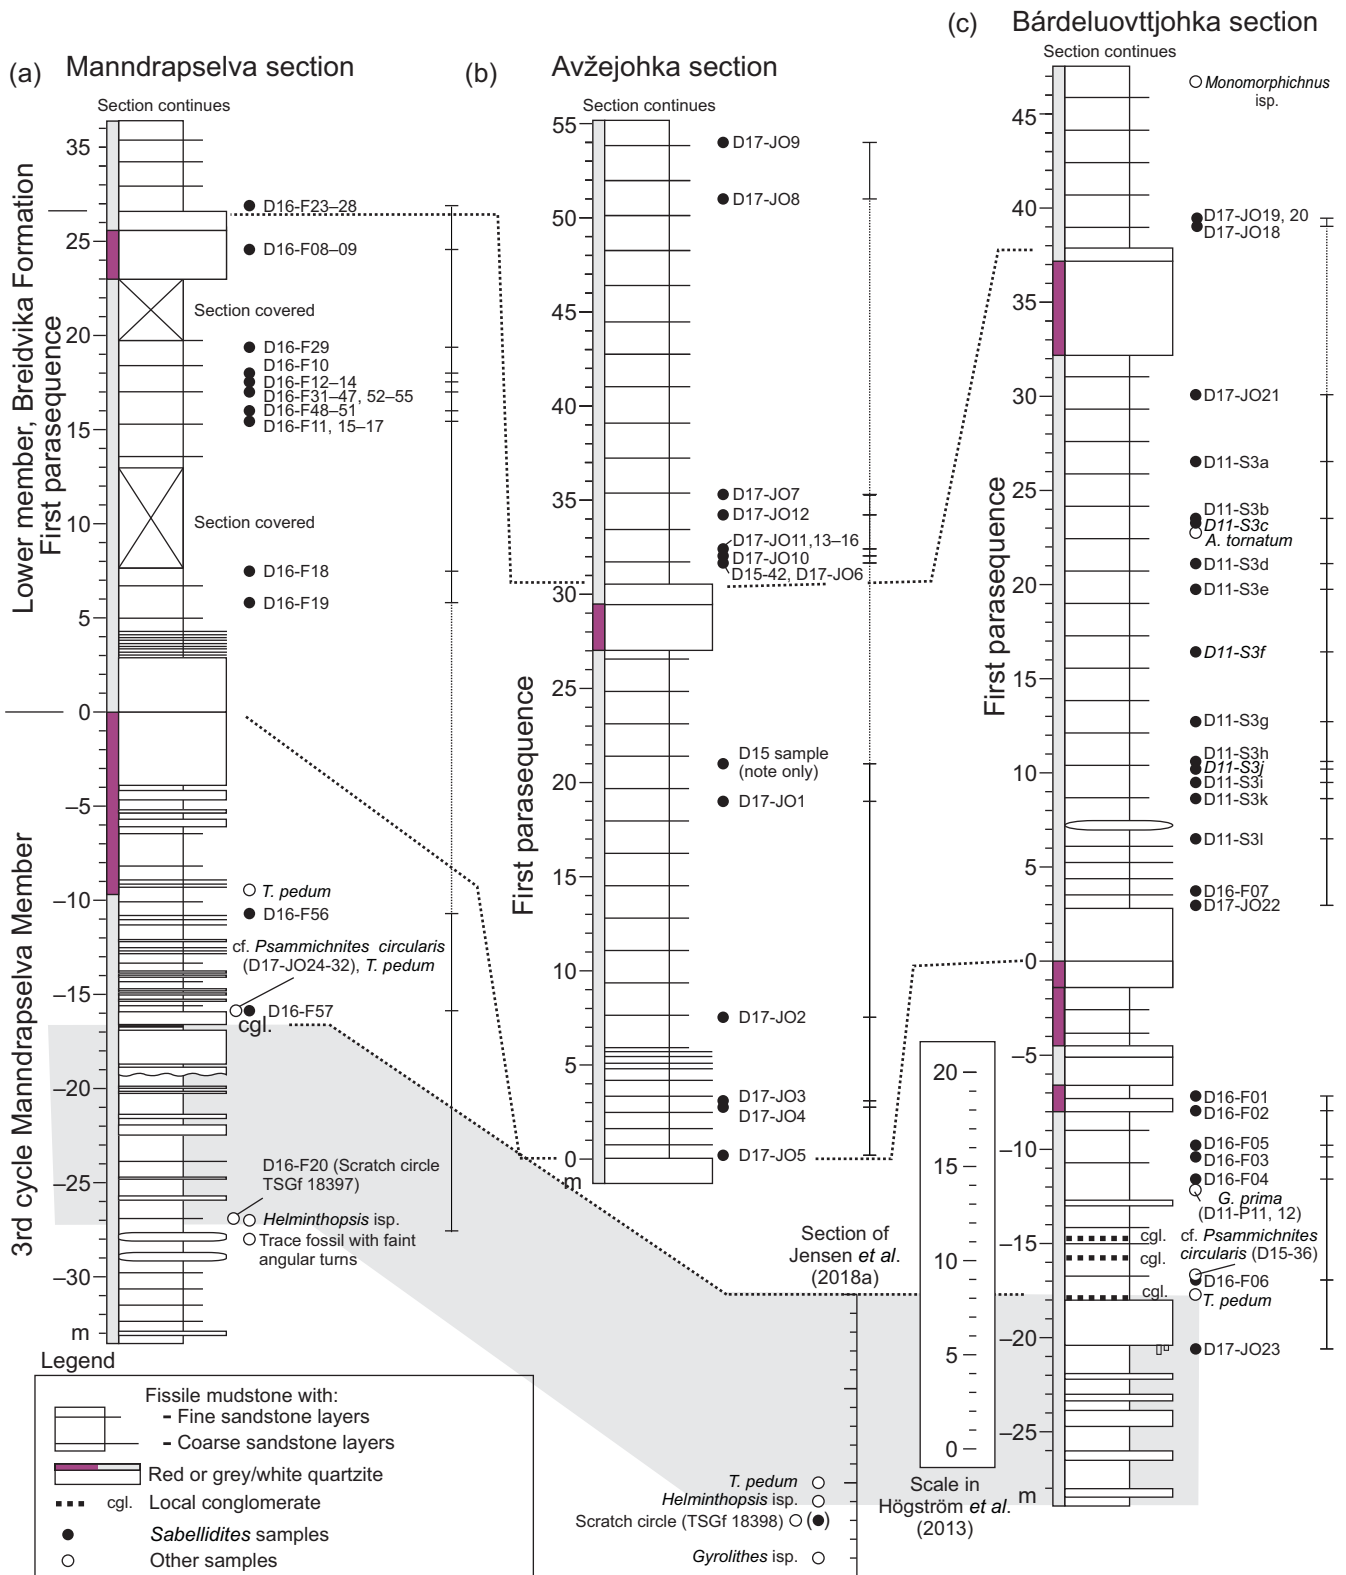 (a) Manndrapselva section
Section continues
35
25
20
15
10
5
0
–5
–10
–15
–20
–25
–30
m
Lower member, Breidvika Formation
First parasequence
3rd cycle Manndrapselva Member
D16-F23–28
D16-F08–09
Section covered
D16-F29
D16-F10
D16-F12–14
D16-F31–47, 52–55
D16-F48–51
D16-F11, 15–17
Section covered
D16-F18
D16-F19
T. pedum
D16-F56
cf. Psammichnites circularis
(D17-JO24-32), T. pedum
D16-F57
cgl.
D16-F20 (Scratch circle
TSGf 18397)
Helminthopsis isp.
Trace fossil with faint
angular turns
(b) Avžejohka section
Section continues
55
50
45
40
35
30
25
20
15
10
5
0
m
First parasequence
D17-JO9
D17-JO8
D17-JO7
D17-JO12
D17-JO11,13–16
D17-JO10
D15-42, D17-JO6
D15 sample
(note only)
D17-JO1
D17-JO2
D17-JO3
D17-JO4
D17-JO5
(c) Bárdeluovttjohka section
Section continues
45
40
35
30
25
20
15
10
5
0
–5
–10
–15
–20
–25
m
First parasequence
Monomorphichnus
isp.
D17-JO19, 20
D17-JO18
D17-JO21
D11-S3a
D11-S3b
D11-S3c
A. tornatum
D11-S3d
D11-S3e
D11-S3f
D11-S3g
D11-S3h
D11-S3j
D11-S3i
D11-S3k
D11-S3l
D16-F07
D17-JO22
D16-F01
D16-F02
D16-F05
D16-F03
D16-F04
G. prima
(D11-P11, 12)
cgl. cf. Psammichnites
circularis (D15-36)
cgl.
D16-F06
cgl.
T. pedum
D17-JO23
Section of
Jensen et al.
(2018a)
T. pedum
Helminthopsis isp.
Scratch circle (TSGf 18398) ( )
Gyrolithes isp.
20
15
10
5
0
Scale in
Högström et al.
(2013)
Legend
Fissile mudstone with:
- Fine sandstone layers
- Coarse sandstone layers
Red or grey/white quartzite
cgl. Local conglomerate
Sabellidites samples
Other samples